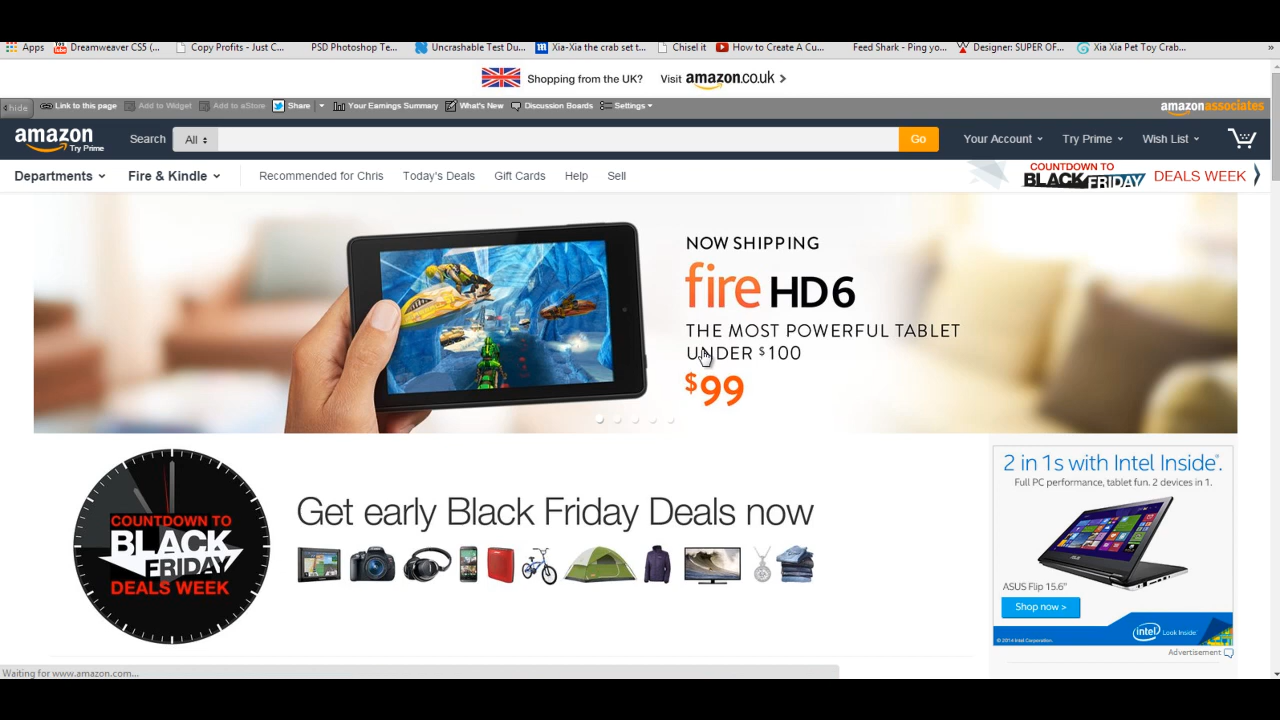 Apps Dreamweaver CS5 (... Copy Profits - Just C... PSD Photoshop Te... Uncrashable Test Du... Xia-Xia the crab set t... Chisel it How to Create A Cu... Feed Shark - Ping yo... Designer: SUPER OF... Xia Xia Pet Toy Crab... »
Shopping from the UK? Visit amazon.co.uk
hide Link to this page Add to Widget Add to aStore Share Your Earnings Summary What's New Discussion Boards Settings amazonassociates
amazon Try Prime Search All Go Your Account Try Prime Wish List
Departments Fire & Kindle Recommended for Chris Today's Deals Gift Cards Help Sell COUNTDOWN TO BLACK FRIDAY DEALS WEEK
NOW SHIPPING
fire HD6
THE MOST POWERFUL TABLET
UNDER $100
$99
COUNTDOWN TO
BLACK
FRIDAY
DEALS WEEK
Get early Black Friday Deals now
2 in 1s with Intel Inside®.
Full PC performance, tablet fun. 2 devices in 1.
ASUS Flip 15.6"
Shop now >
© 2014 Intel Corporation.
intel Look Inside.
Advertisement
Waiting for www.amazon.com...